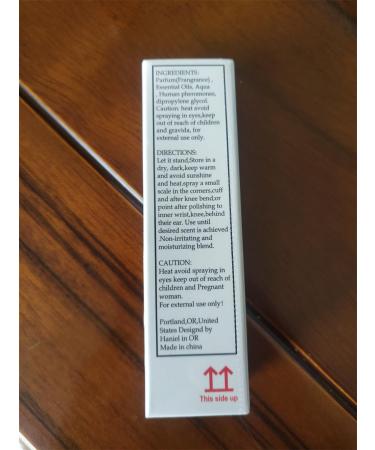 INGREDIENTS:
Parfum(Frangrance) ,
Essential Oils, Aqua
, Human pheromones,
dipropylene glycol.
Caution: heat avoid
spraying in eyes,keep
out of reach of children
and gravida, for
external use only.
DIRECTIONS:
Let it stand,Store in a
dry, dark,keep warm
and avoid sunshine
and heat,spray a small
scale in the corners,cuff
and after knee bend,or
point after polishing to
inner wrist,knee,behind
their ear. Use until
desired scent is achieved
.Non-irritating and
moisturizing blend.
CAUTION:
Heat avoid spraying in
eyes keep out of reach of
children and Pregnant
woman.
For external use only!
Portland,OR,United
States Designd by
Haniel in OR
Made in china
This side up